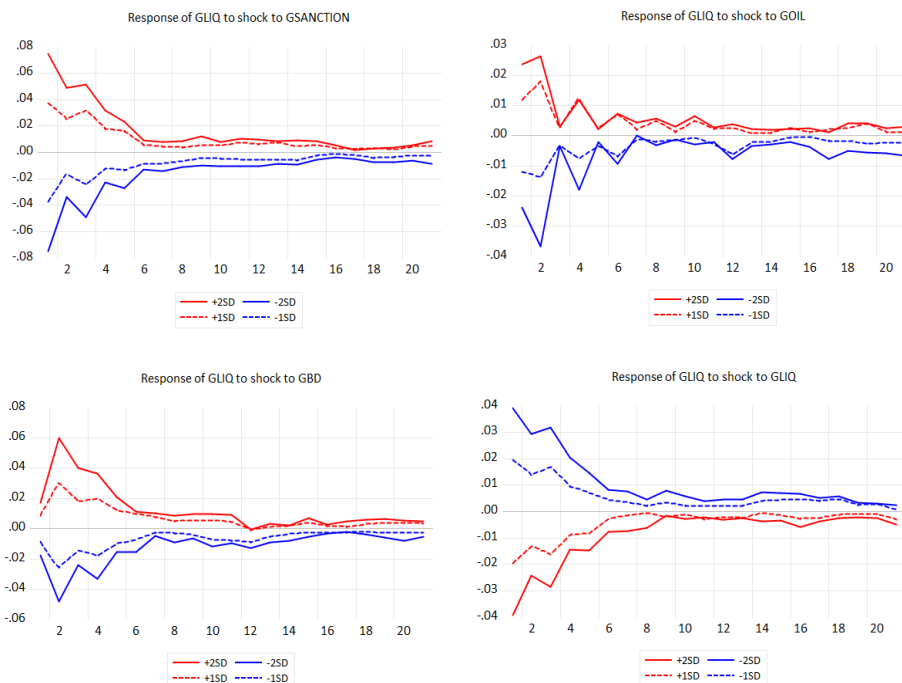 Response of GLIQ to shock to GSANCTION
.08
.06
.04
.02
.00
-.02
-.04
-.06
-.08
2 4 6 8 10 12 14 16 18 20
+2SD -2SD
+1SD -1SD
Response of GLIQ to shock to GOIL
.03
.02
.01
.00
-.01
-.02
-.03
-.04
2 4 6 8 10 12 14 16 18 20
+2SD -2SD
+1SD -1SD
Response of GLIQ to shock to GBD
.08
.06
.04
.02
.00
-.02
-.04
-.06
2 4 6 8 10 12 14 16 18 20
+2SD -2SD
+1SD -1SD
Response of GLIQ to shock to GLIQ
.04
.03
.02
.01
.00
-.01
-.02
-.03
-.04
2 4 6 8 10 12 14 16 18 20
+2SD -2SD
+1SD -1SD